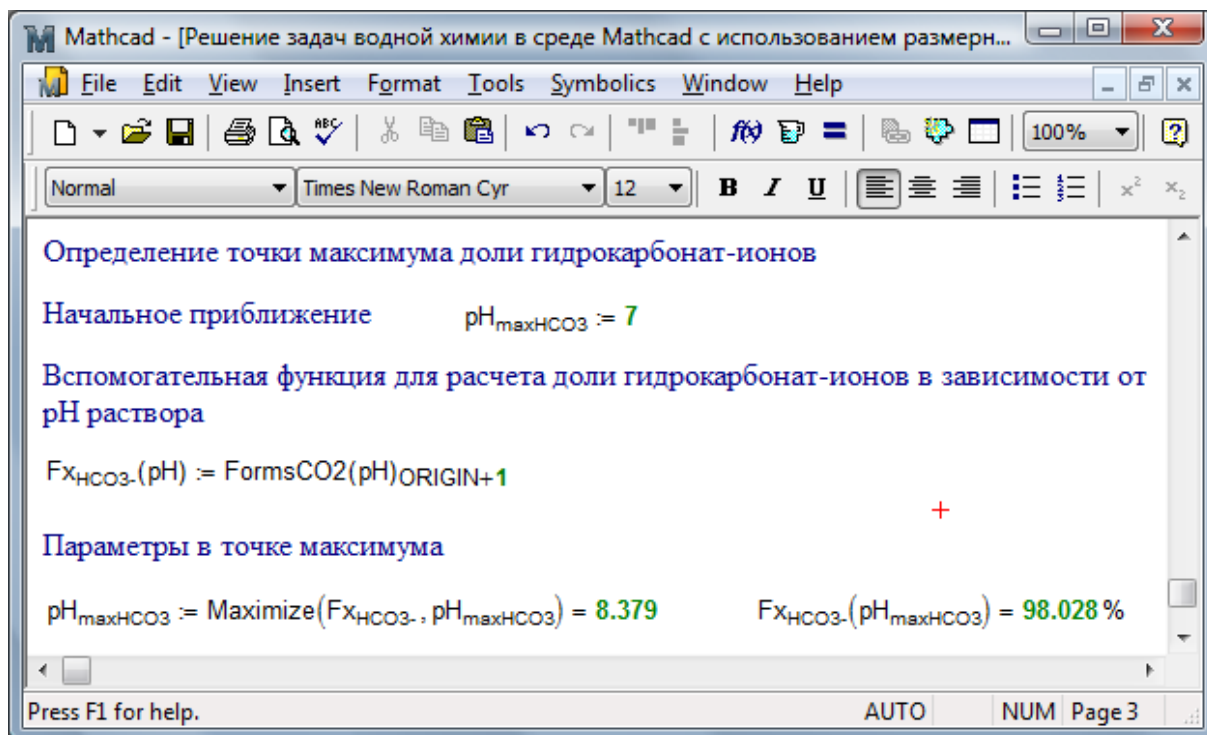 Mathcad - [Решение задач водной химии в среде Mathcad с использованием размерн...
File Edit View Insert Format Tools Symbolics Window Help
100%
Normal Times New Roman Cyr 12 B I U
Определение точки максимума доли гидрокарбонат-ионов
Начальное приближение pHmaxHCO3 := 7
Вспомогательная функция для расчета доли гидрокарбонат-ионов в зависимости от
pH раствора
FxHCO3-(pH) := FormsCO2(pH)ORIGIN+1
Параметры в точке максимума
pHmaxHCO3 := Maximize(FxHCO3-, pHmaxHCO3) = 8.379 FxHCO3-(pHmaxHCO3) = 98.028 %
Press F1 for help. AUTO NUM Page 3